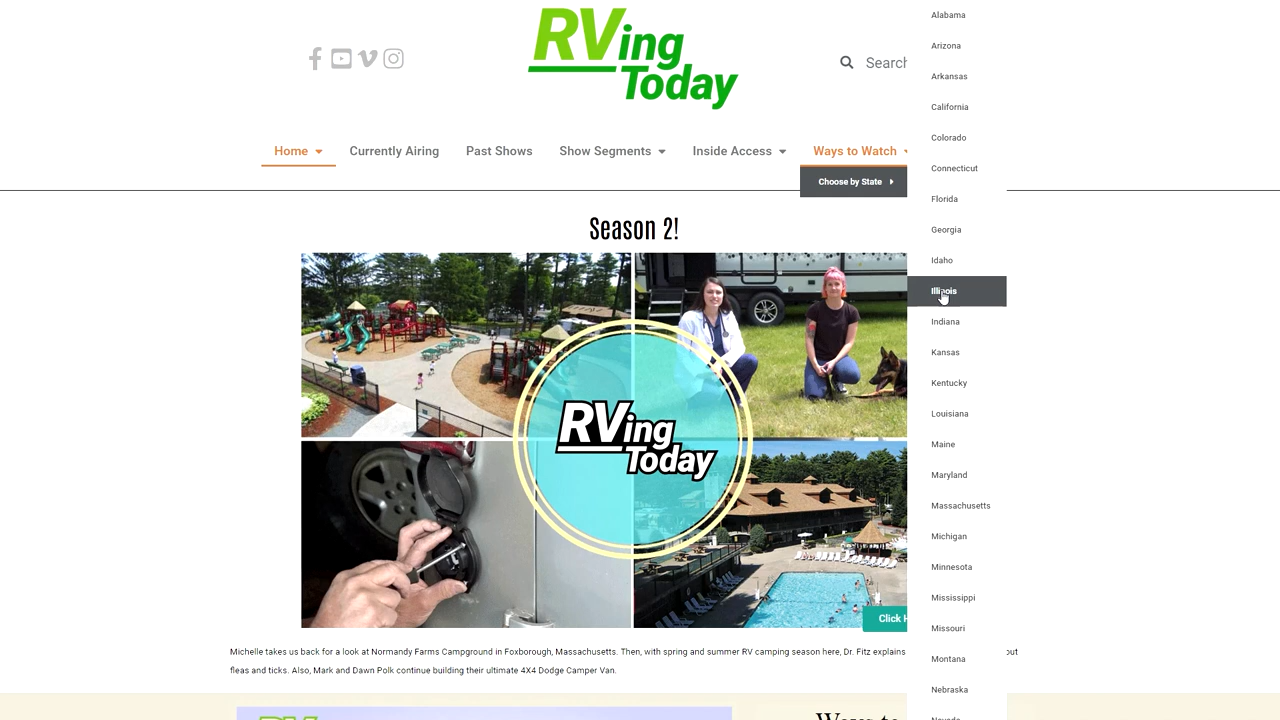 RVing
Today
Search
Home
Currently Airing
Past Shows
Show Segments
Inside Access
Ways to Watch
Choose by State
Alabama
Arizona
Arkansas
California
Colorado
Connecticut
Florida
Georgia
Idaho
Illinois
Indiana
Kansas
Kentucky
Louisiana
Maine
Maryland
Massachusetts
Michigan
Minnesota
Mississippi
Missouri
Montana
Nebraska
Season 2!
RVing
Today
Click
Michelle takes us back for a look at Normandy Farms Campground in Foxborough, Massachusetts. Then, with spring and summer RV camping season here, Dr. Fitz explains
fleas and ticks. Also, Mark and Dawn Polk continue building their ultimate 4X4 Dodge Camper Van.
RV
Ways to